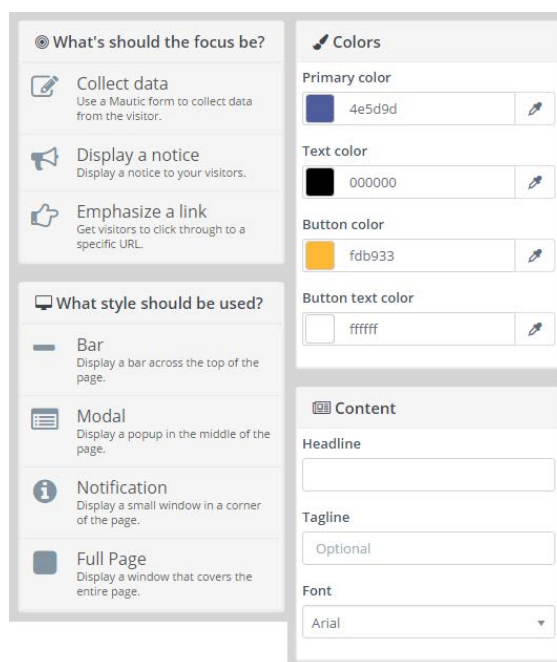 What's should the focus be?
Collect data
Use a Mautic form to collect data
from the visitor.
Display a notice
Display a notice to your visitors.
Emphasize a link
Get visitors to click through to a
specific URL.
What style should be used?
Bar
Display a bar across the top of the
page.
Modal
Display a popup in the middle of the
page.
Notification
Display a small window in a corner
of the page.
Full Page
Display a window that covers the
entire page.
Colors
Primary color
4e5d9d
Text color
000000
Button color
fdb933
Button text color
ffffff
Content
Headline
Tagline
Optional
Font
Arial